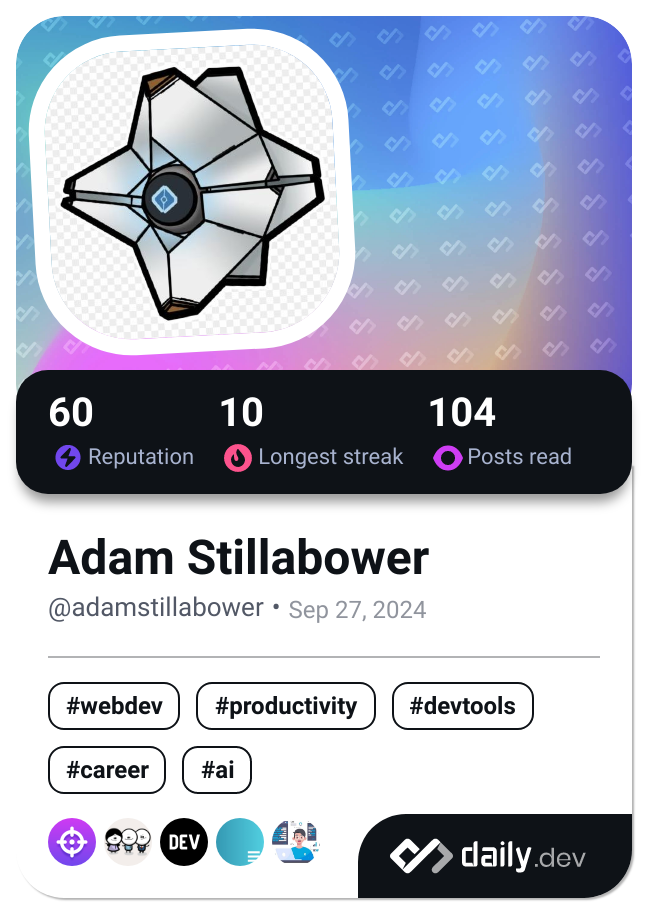 60 10 104
Reputation Longest streak Posts read
Adam Stillabower
@adamstillabower • Sep 27, 2024
#webdev #productivity #devtools
#career #ai
DEV
daily.dev